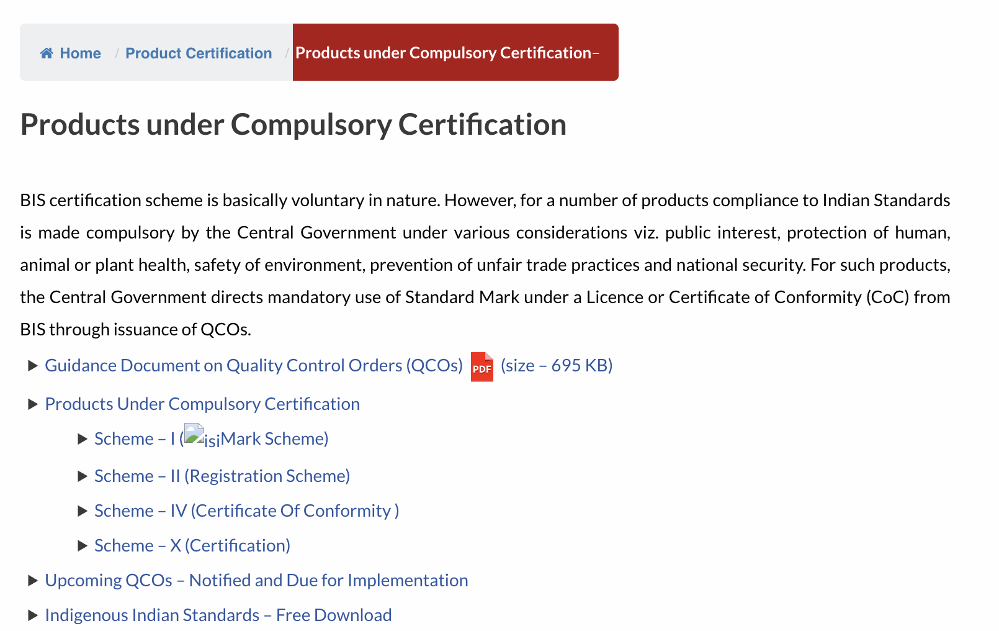 Home / Product Certification / Products under Compulsory Certification–
Products under Compulsory Certification
BIS certification scheme is basically voluntary in nature. However, for a number of products compliance to Indian Standards
is made compulsory by the Central Government under various considerations viz. public interest, protection of human,
animal or plant health, safety of environment, prevention of unfair trade practices and national security. For such products,
the Central Government directs mandatory use of Standard Mark under a Licence or Certificate of Conformity (CoC) from
BIS through issuance of QCOs.
Guidance Document on Quality Control Orders (QCOs) PDF (size – 695 KB)
Products Under Compulsory Certification
Scheme – I (isiMark Scheme)
Scheme – II (Registration Scheme)
Scheme – IV (Certificate Of Conformity )
Scheme – X (Certification)
Upcoming QCOs – Notified and Due for Implementation
Indigenous Indian Standards – Free Download